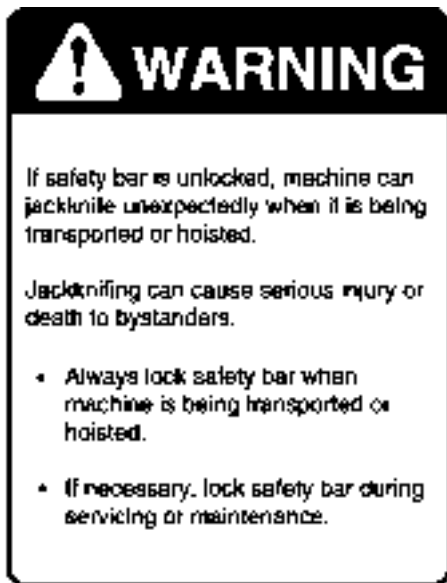 WARNING
If safety bar is unlocked, machine can
jackknife unexpectedly when it is being
transported or hoisted.
Jackknifing can cause serious injury or
death to bystanders.
• Always lock safety bar when
machine is being transported or
hoisted.
• If necessary, lock safety bar during
servicing or maintenance.